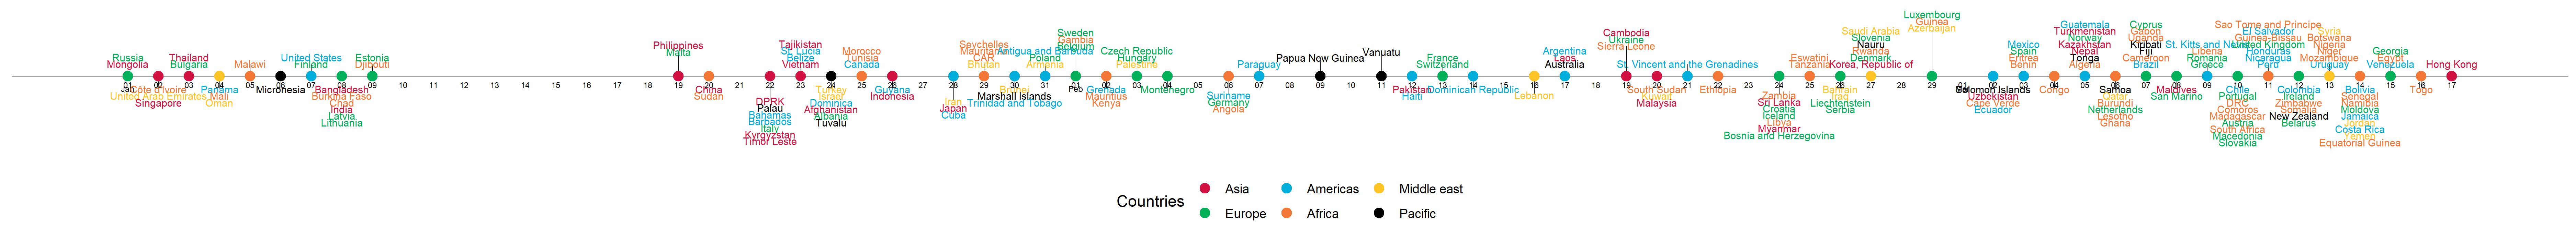 Russia
Mongolia
01
Jan
United Arab Emirates
Côte d'Ivoire
02
Singapore
Thailand
Bulgaria
03
04
Panama
Mali
Oman
Malawi
05
06
Micronesia
United States
Finland
07
08
Bangladesh
Burkina Faso
Chad
India
Latvia
Lithuania
Estonia
Djibouti
09
10
11
12
13
14
15
16
17
18
Philippines
Malta
19
20
China
Sudan
21
22
DPRK
Palau
Bahamas
Barbados
Italy
Kyrgyzstan
Timor Leste
Tajikistan
St. Lucia
Belize
Vietnam
23
24
Afghanistan
Turkey
Israel
Dominica
Albania
Tuvalu
Morocco
Tunisia
Canada
25
26
Guyana
Indonesia
27
28
Iran
Japan
Cuba
Seychelles
Mauritania
CAR
Bhutan
29
30
Brunei
Marshall Islands
Trinidad and Tobago
Antigua and Barbuda
Poland
Armenia
31
Sweden
Gambia
Belgium
01
Feb
02
Grenada
Mauritius
Kenya
Czech Republic
Hungary
Palestine
03
04
Montenegro
05
06
Suriname
Germany
Angola
Paraguay
07
08
Papua New Guinea
09
10
Vanuatu
11
12
Pakistan
Haiti
France
Switzerland
13
14
Dominican Republic
15
16
Lebanon
Argentina
Laos
Australia
17
18
Cambodia
Ukraine
Sierra Leone
19
20
South Sudan
Kuwait
Malaysia
St. Vincent and the Grenadines
21
22
Ethiopia
23
24
Zambia
Sri Lanka
Croatia
Iceland
Libya
Myanmar
Bosnia and Herzegovina
Eswatini
Tanzania
25
26
Bahrain
Iraq
Liechtenstein
Serbia
Saudi Arabia
Slovenia
Nauru
Rwanda
Denmark
Korea, Republic of
27
28
Luxembourg
Guinea
Azerbaijan
29
01
Solomon Islands
02
Uzbekistan
Cape Verde
Ecuador
Mexico
Spain
Eritrea
Benin
03
04
Congo
Guatemala
Turkmenistan
Norway
Kazakhstan
Nepal
Tonga
Algeria
05
06
Samoa
Qatar
Burundi
Netherlands
Lesotho
Ghana
Cyprus
Gabon
Uganda
Fiji
Kiribati
Cameroon
Brazil
07
08
Maldives
San Marino
St. Kitts and Nevis
Liberia
Romania
Greece
09
10
Chile
Portugal
DRC
Comoros
Madagascar
Austria
South Africa
Macedonia
Slovakia
Sao Tome and Principe
El Salvador
Guinea-Bissau
United Kingdom
Honduras
Nicaragua
Peru
11
12
Colombia
Ireland
Zimbabwe
Somalia
New Zealand
Belarus
Syria
Botswana
Nigeria
Niger
Mozambique
Uruguay
13
14
Bolivia
Senegal
Namibia
Moldova
Jamaica
Jordan
Costa Rica
Yemen
Equatorial Guinea
Georgia
Egypt
Venezuela
15
16
Togo
Hong Kong
17
Countries
Asia
Americas
Middle east
Europe
Africa
Pacific